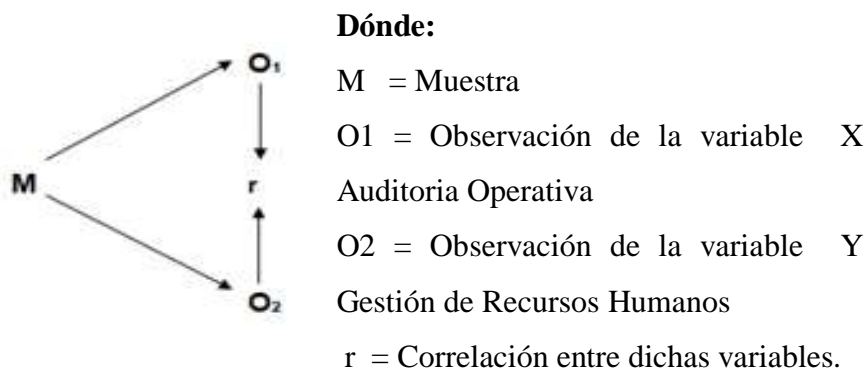 Dónde:
O₁
M = Muestra
O1 = Observación de la variable X
M
r
Auditoria Operativa
O2 = Observación de la variable Y
O₂
Gestión de Recursos Humanos
r = Correlación entre dichas variables.